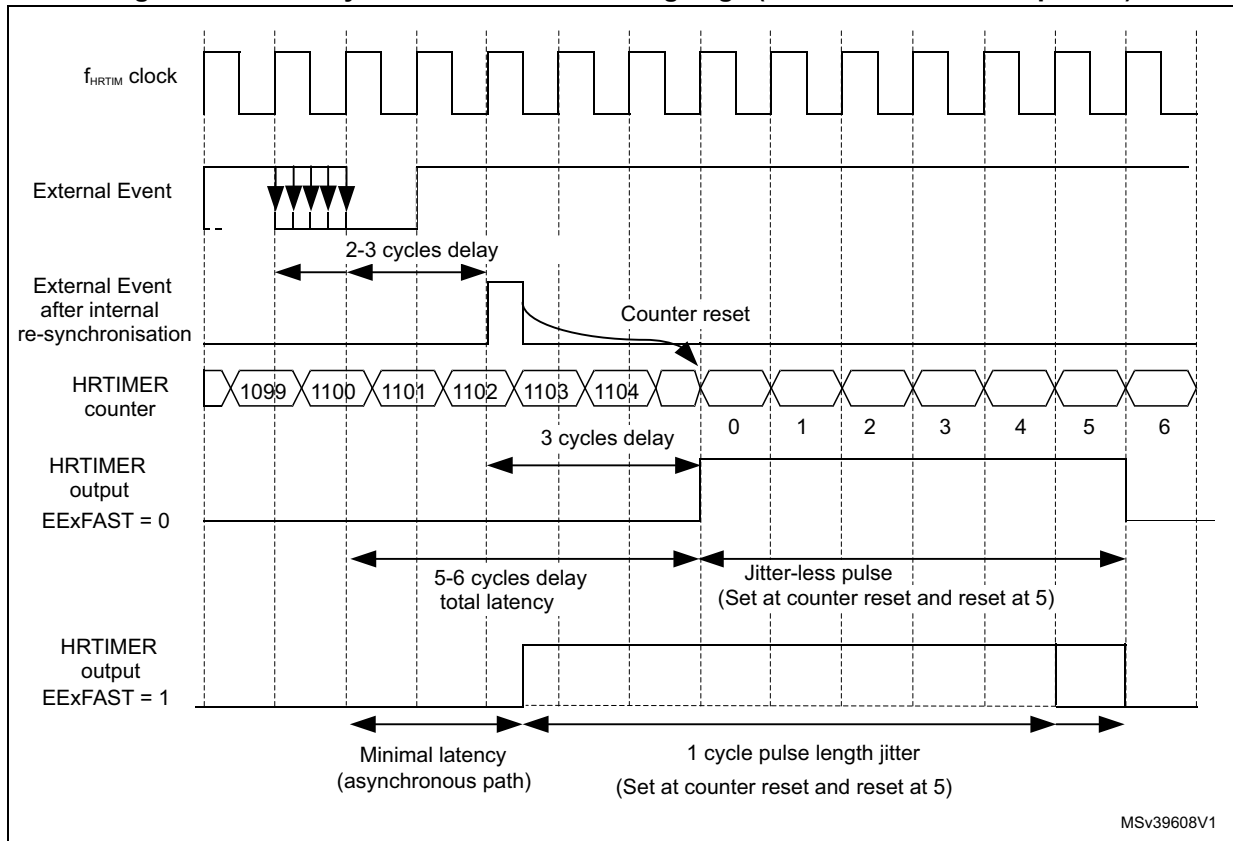 fHRTIM clock
External Event
2-3 cycles delay
External Event
after internal
re-synchronisation
Counter reset
HRTIMER
counter
1099 1100 1101 1102 1103 1104
0 1 2 3 4 5 6
3 cycles delay
HRTIMER
output
EExFAST = 0
5-6 cycles delay
total latency
Jitter-less pulse
(Set at counter reset and reset at 5)
HRTIMER
output
EExFAST = 1
Minimal latency
(asynchronous path)
1 cycle pulse length jitter
(Set at counter reset and reset at 5)
MSv39608V1